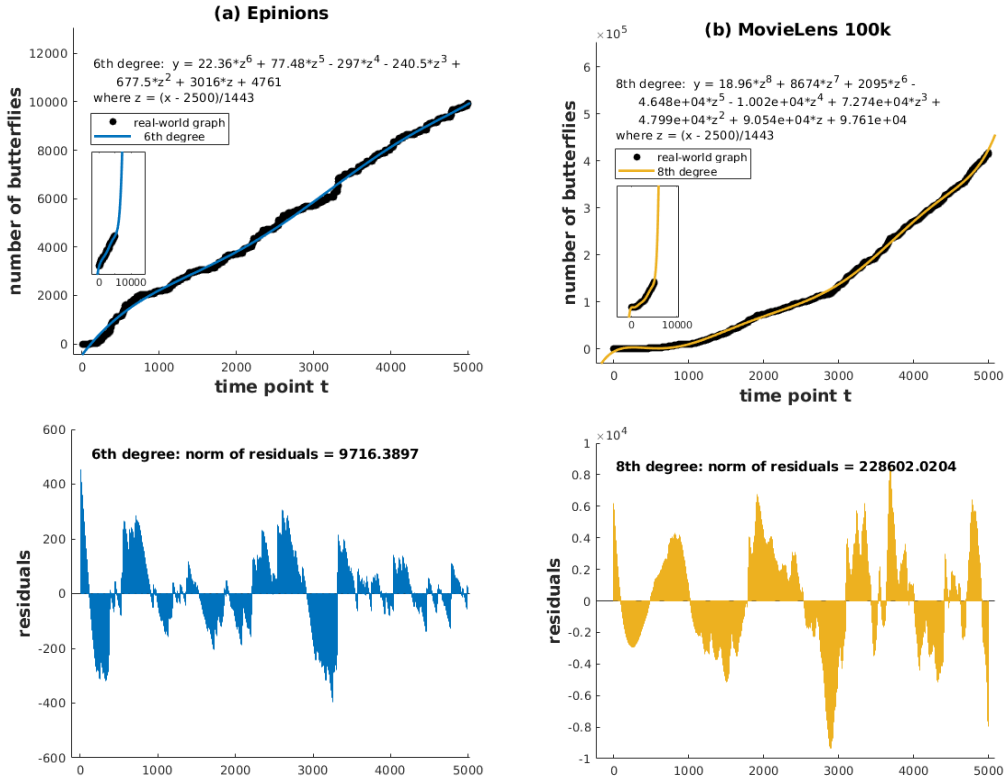 (a) Epinions
12000
10000
8000
6000
4000
2000
0
number of butterflies
6th degree: y = 22.36*z^6 + 77.48*z^5 - 297*z^4 - 240.5*z^3 +
677.5*z^2 + 3016*z + 4761
where z = (x - 2500)/1443
real-world graph
6th degree
0 10000
0 1000 2000 3000 4000 5000
time point t
(b) MovieLens 100k
×10^5
6
5
4
3
2
1
0
number of butterflies
8th degree: y = 18.96*z^8 + 8674*z^7 + 2095*z^6 -
4.648e+04*z^5 - 1.002e+04*z^4 + 7.274e+04*z^3 +
4.799e+04*z^2 + 9.054e+04*z + 9.761e+04
where z = (x - 2500)/1443
real-world graph
8th degree
0 10000
0 1000 2000 3000 4000 5000
time point t
600
400
200
0
-200
-400
-600
residuals
6th degree: norm of residuals = 9716.3897
0 1000 2000 3000 4000 5000
×10^4
1
0.8
0.6
0.4
0.2
0
-0.2
-0.4
-0.6
-0.8
-1
residuals
8th degree: norm of residuals = 228602.0204
0 1000 2000 3000 4000 5000